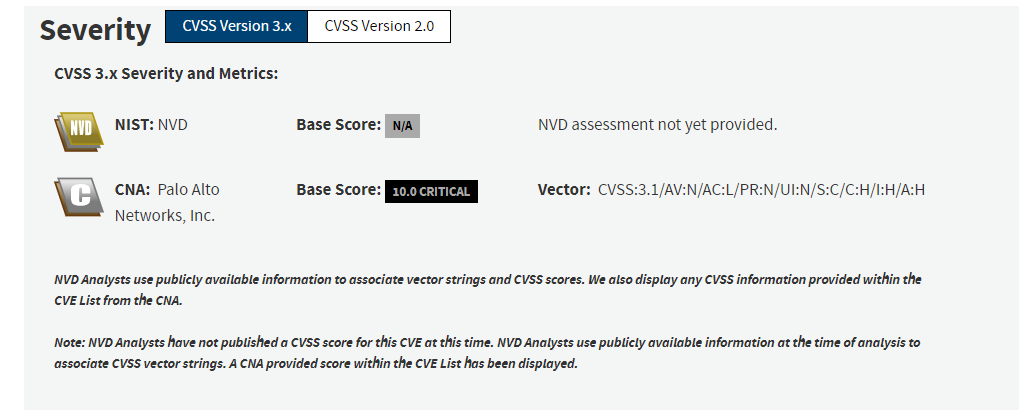 Severity CVSS Version 3.x CVSS Version 2.0
CVSS 3.x Severity and Metrics:
NVD NIST: NVD Base Score: N/A NVD assessment not yet provided.
C CNA: Palo Alto Base Score: 10.0 CRITICAL Vector: CVSS:3.1/AV:N/AC:L/PR:N/UI:N/S:C/C:H/I:H/A:H
Networks, Inc.
NVD Analysts use publicly available information to associate vector strings and CVSS scores. We also display any CVSS information provided within the
CVE List from the CNA.
Note: NVD Analysts have not published a CVSS score for this CVE at this time. NVD Analysts use publicly available information at the time of analysis to
associate CVSS vector strings. A CNA provided score within the CVE List has been displayed.